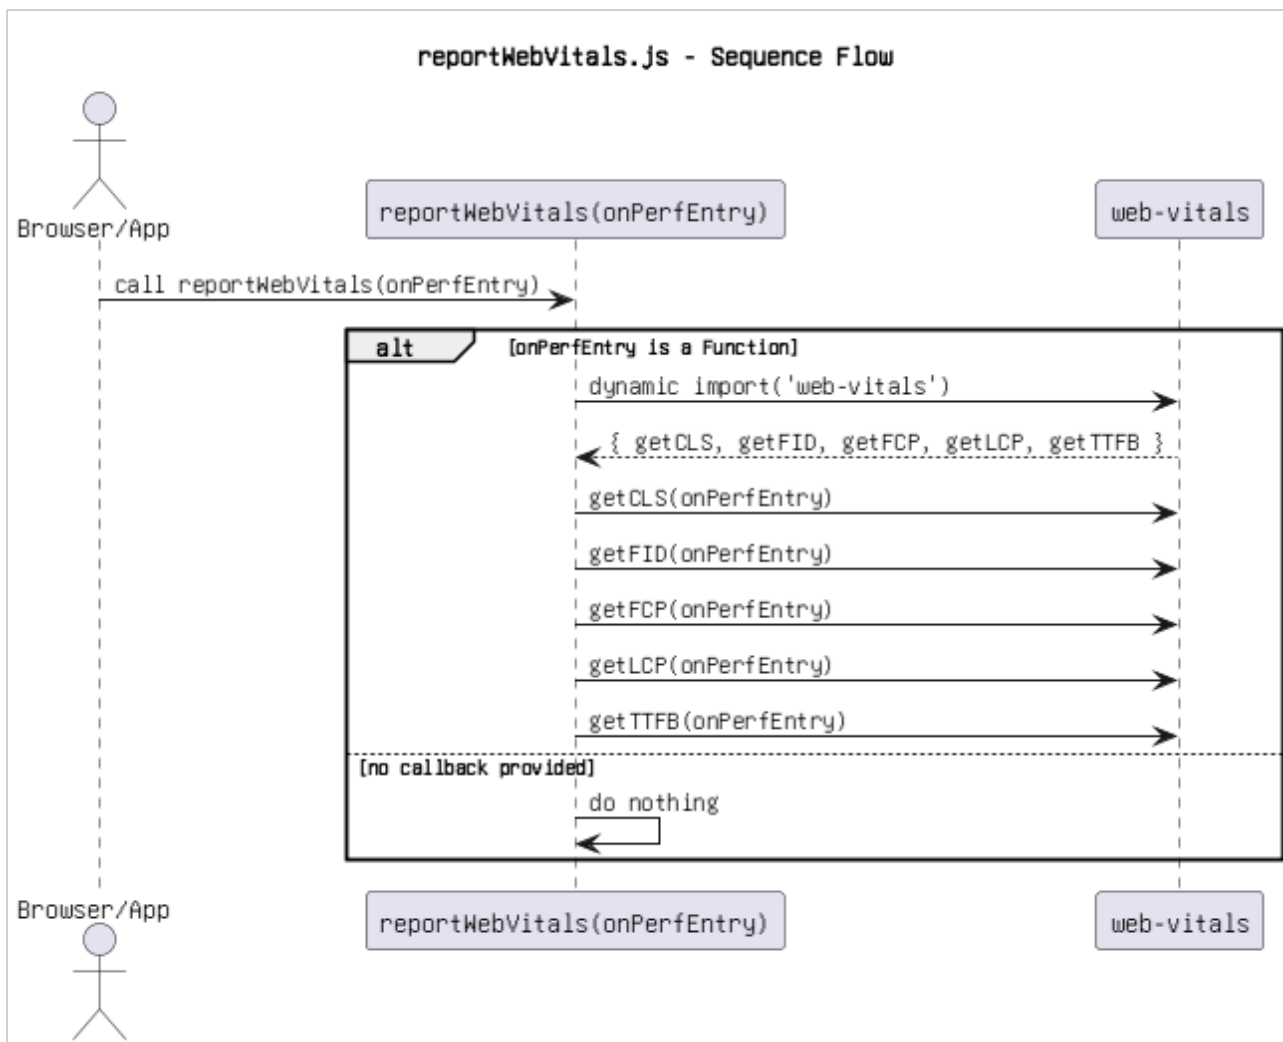 reportWebVitals.js - Sequence Flow
Browser/App
reportWebVitals(onPerfEntry)
web-vitals
call reportWebVitals(onPerfEntry)
alt
[onPerfEntry is a Function]
dynamic import('web-vitals')
{ getCLS, getFID, getFCP, getLCP, getTTFB }
getCLS(onPerfEntry)
getFID(onPerfEntry)
getFCP(onPerfEntry)
getLCP(onPerfEntry)
getTTFB(onPerfEntry)
[no callback provided]
do nothing
Browser/App
reportWebVitals(onPerfEntry)
web-vitals